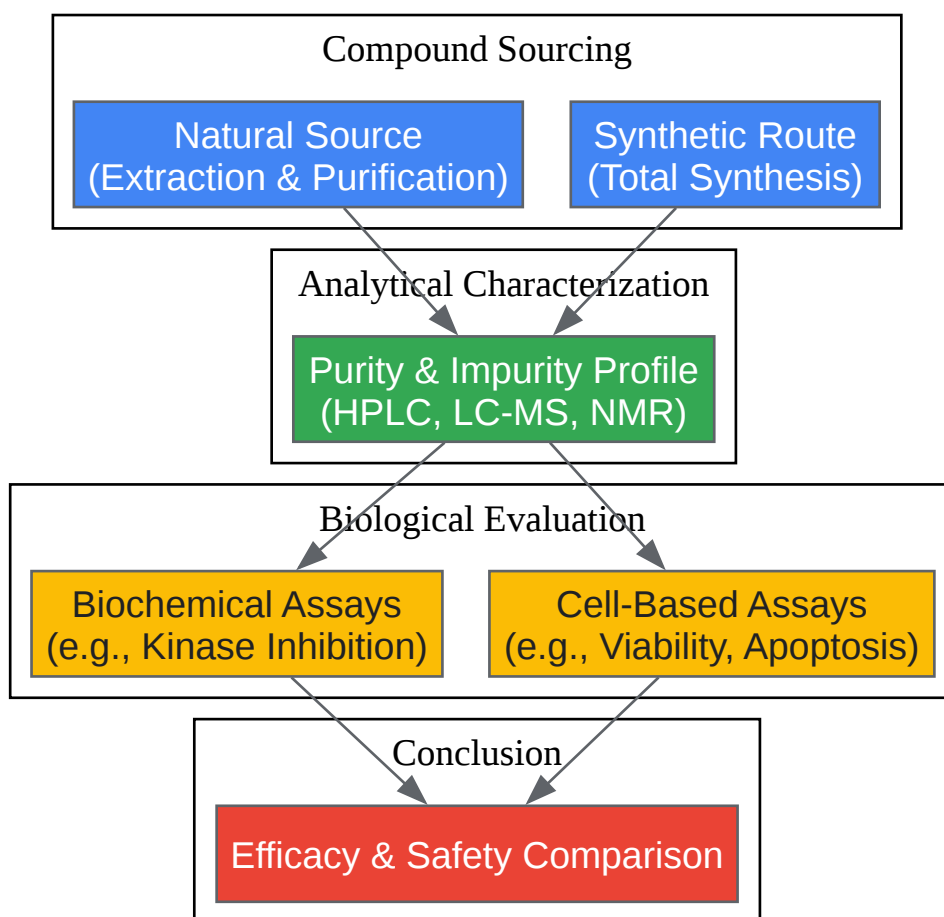 Compound Sourcing
Natural Source
(Extraction & Purification)
Synthetic Route
(Total Synthesis)
Analytical Characterization
Purity & Impurity Profile
(HPLC, LC-MS, NMR)
Biological Evaluation
Biochemical Assays
(e.g., Kinase Inhibition)
Cell-Based Assays
(e.g., Viability, Apoptosis)
Conclusion
Efficacy & Safety Comparison